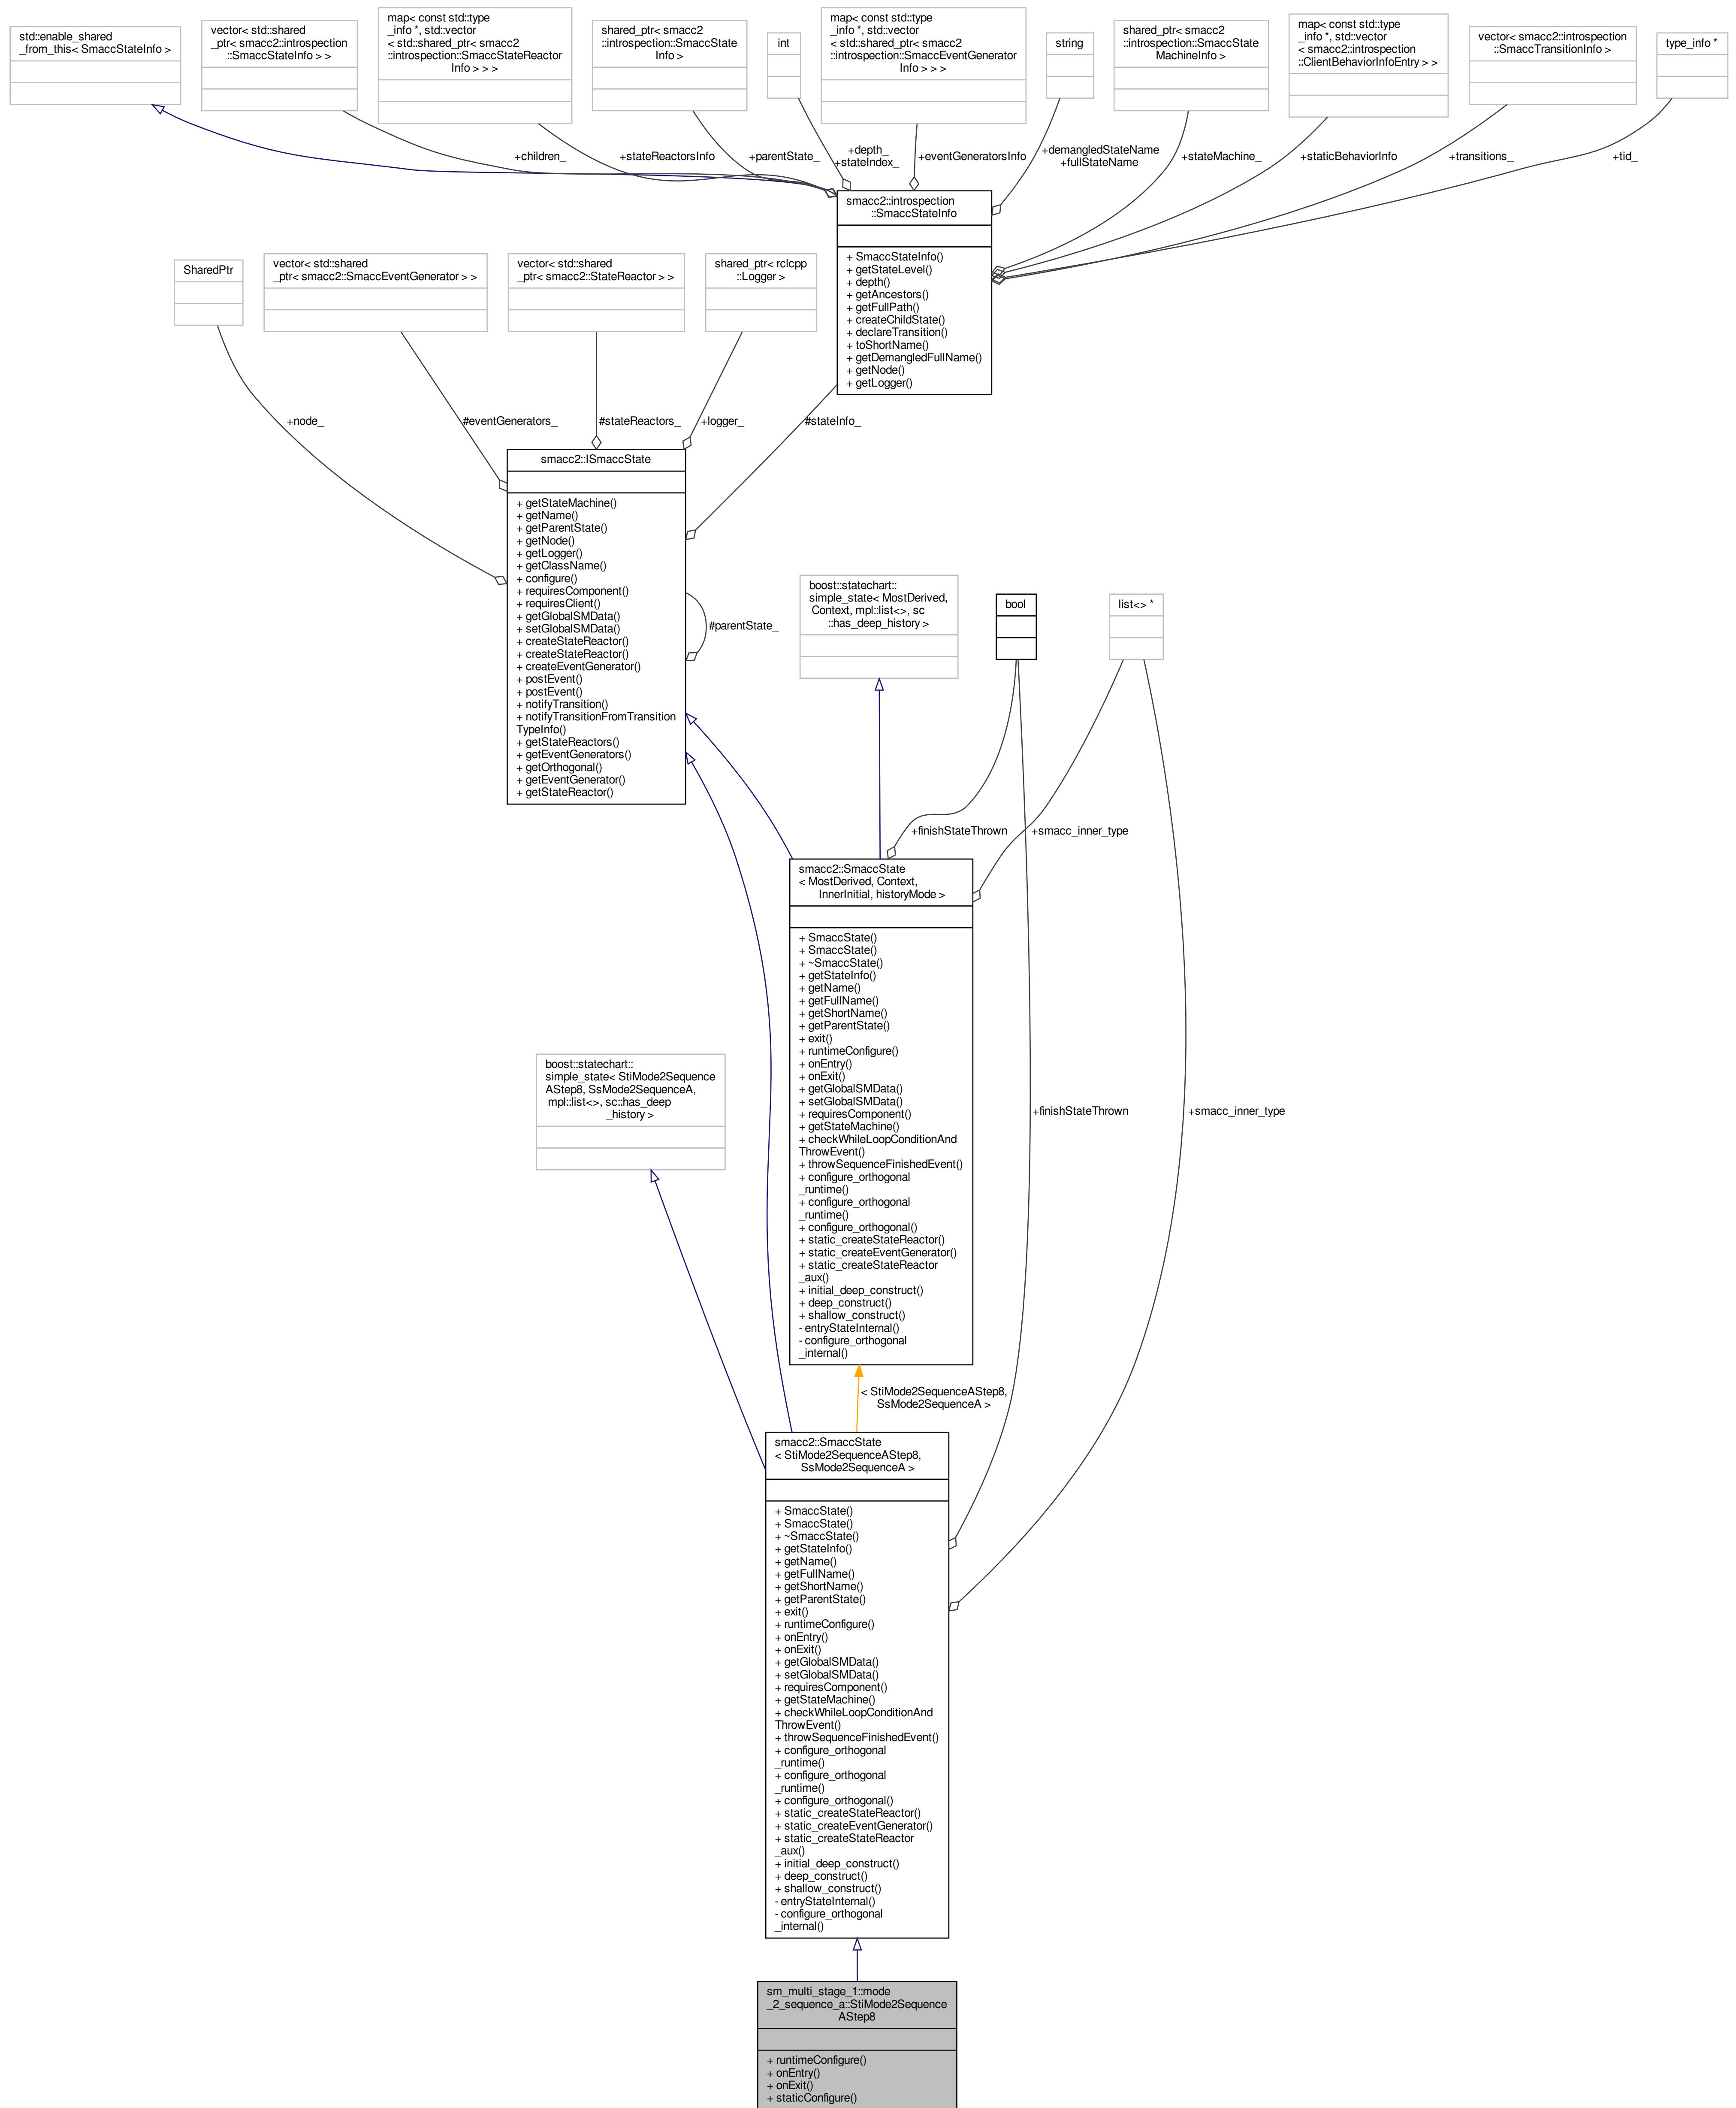 std::enable_shared
_from_this< SmaccStateInfo >
vector< std::shared
_ptr< smacc2::introspection
::SmaccStateInfo > >
map< const std::type
_info *, std::vector
< std::shared_ptr< smacc2
::introspection::SmaccStateReactor
Info > > >
shared_ptr< smacc2
::introspection::SmaccState
Info >
int
map< const std::type
_info *, std::vector
< std::shared_ptr< smacc2
::introspection::SmaccEventGenerator
Info > > >
string
shared_ptr< smacc2
::introspection::SmaccState
MachineInfo >
map< const std::type
_info *, std::vector
< smacc2::introspection
::ClientBehaviorInfoEntry > >
vector< smacc2::introspection
::SmaccTransitionInfo >
type_info *
+children_
+stateReactorsInfo
+parentState_
+depth_
+stateIndex_
+eventGeneratorsInfo
+demangledStateName
+fullStateName
+stateMachine_
+staticBehaviorInfo
+transitions_
+tid_
smacc2::introspection
::SmaccStateInfo
+ SmaccStateInfo()
+ getStateLevel()
+ depth()
+ getAncestors()
+ getFullPath()
+ createChildState()
+ declareTransition()
+ toShortName()
+ getDemangledFullName()
+ getNode()
+ getLogger()
SharedPtr
vector< std::shared
_ptr< smacc2::SmaccEventGenerator > >
vector< std::shared
_ptr< smacc2::StateReactor > >
shared_ptr< rclcpp
::Logger >
+node_
#eventGenerators_
#stateReactors_
+logger_
#stateInfo_
smacc2::ISmaccState
+ getStateMachine()
+ getName()
+ getParentState()
+ getNode()
+ getLogger()
+ getClassName()
+ configure()
+ requiresComponent()
+ requiresClient()
+ getGlobalSMData()
+ setGlobalSMData()
+ createStateReactor()
+ createStateReactor()
+ createEventGenerator()
+ postEvent()
+ postEvent()
+ notifyTransition()
+ notifyTransitionFromTransition
TypeInfo()
+ getStateReactors()
+ getEventGenerators()
+ getOrthogonal()
+ getEventGenerator()
+ getStateReactor()
#parentState_
boost::statechart::
simple_state< MostDerived,
Context, mpl::list<>, sc
::has_deep_history >
bool
list<> *
+finishStateThrown
+smacc_inner_type
smacc2::SmaccState
< MostDerived, Context,
InnerInitial, historyMode >
+ SmaccState()
+ SmaccState()
+ ~SmaccState()
+ getStateInfo()
+ getName()
+ getFullName()
+ getShortName()
+ getParentState()
+ exit()
+ runtimeConfigure()
+ onEntry()
+ onExit()
+ getGlobalSMData()
+ setGlobalSMData()
+ requiresComponent()
+ getStateMachine()
+ checkWhileLoopConditionAnd
ThrowEvent()
+ throwSequenceFinishedEvent()
+ configure_orthogonal
_runtime()
+ configure_orthogonal
_runtime()
+ configure_orthogonal()
+ static_createStateReactor()
+ static_createEventGenerator()
+ static_createStateReactor
_aux()
+ initial_deep_construct()
+ deep_construct()
+ shallow_construct()
- entryStateInternal()
- configure_orthogonal
_internal()
boost::statechart::
simple_state< StiMode2Sequence
AStep8, SsMode2SequenceA,
mpl::list<>, sc::has_deep
_history >
+finishStateThrown
+smacc_inner_type
< StiMode2SequenceAStep8,
SsMode2SequenceA >
smacc2::SmaccState
< StiMode2SequenceAStep8,
SsMode2SequenceA >
+ SmaccState()
+ SmaccState()
+ ~SmaccState()
+ getStateInfo()
+ getName()
+ getFullName()
+ getShortName()
+ getParentState()
+ exit()
+ runtimeConfigure()
+ onEntry()
+ onExit()
+ getGlobalSMData()
+ setGlobalSMData()
+ requiresComponent()
+ getStateMachine()
+ checkWhileLoopConditionAnd
ThrowEvent()
+ throwSequenceFinishedEvent()
+ configure_orthogonal
_runtime()
+ configure_orthogonal
_runtime()
+ configure_orthogonal()
+ static_createStateReactor()
+ static_createEventGenerator()
+ static_createStateReactor
_aux()
+ initial_deep_construct()
+ deep_construct()
+ shallow_construct()
- entryStateInternal()
- configure_orthogonal
_internal()
sm_multi_stage_1::mode
_2_sequence_a::StiMode2Sequence
AStep8
+ runtimeConfigure()
+ onEntry()
+ onExit()
+ staticConfigure()